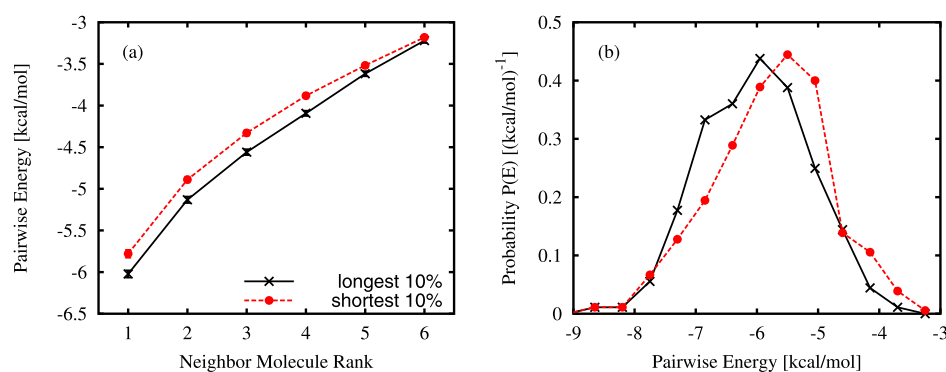 (a)
Pairwise Energy [kcal/mol]
-3
-3.5
-4
-4.5
-5
-5.5
-6
-6.5
longest 10%
shortest 10%
1 2 3 4 5 6
Neighbor Molecule Rank
(b)
Probability P(E) [(kcal/mol)-1]
0.5
0.4
0.3
0.2
0.1
0
-9 -8 -7 -6 -5 -4 -3
Pairwise Energy [kcal/mol]